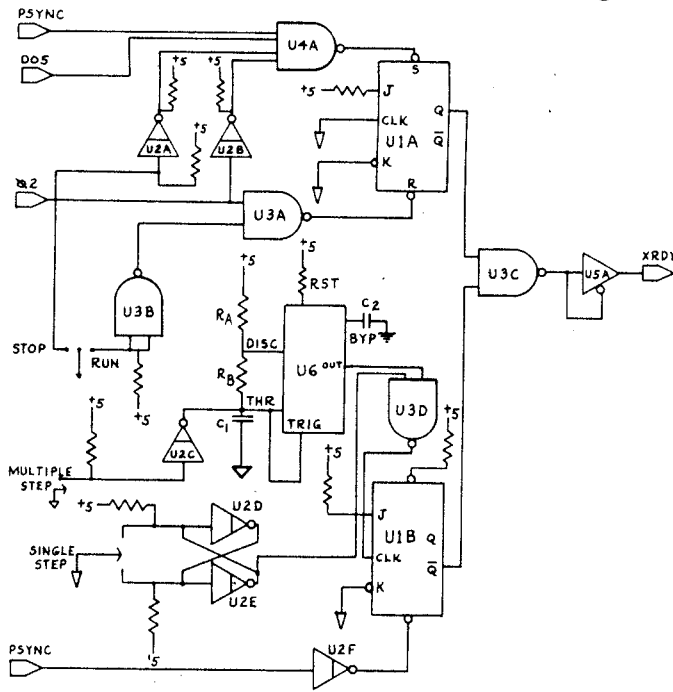 PSYNC
DO5
U4A
+5
+5
S
+5
J
Q
CLK
U1A
Q̅
K
R
U2A
U2B
+5
Ø2
U3A
+5
+5
RST
U3C
U5A
XRDY
U3B
RA
C2
DISC
BYP
STOP
RUN
U6
OUT
RB
THR
U3D
+5
+5
C1
TRIG
+5
U2C
MULTIPLE
STEP
+5
U2D
J
U1B
Q
CLK
Q̅
SINGLE
STEP
U2E
K
+5
PSYNC
U2F